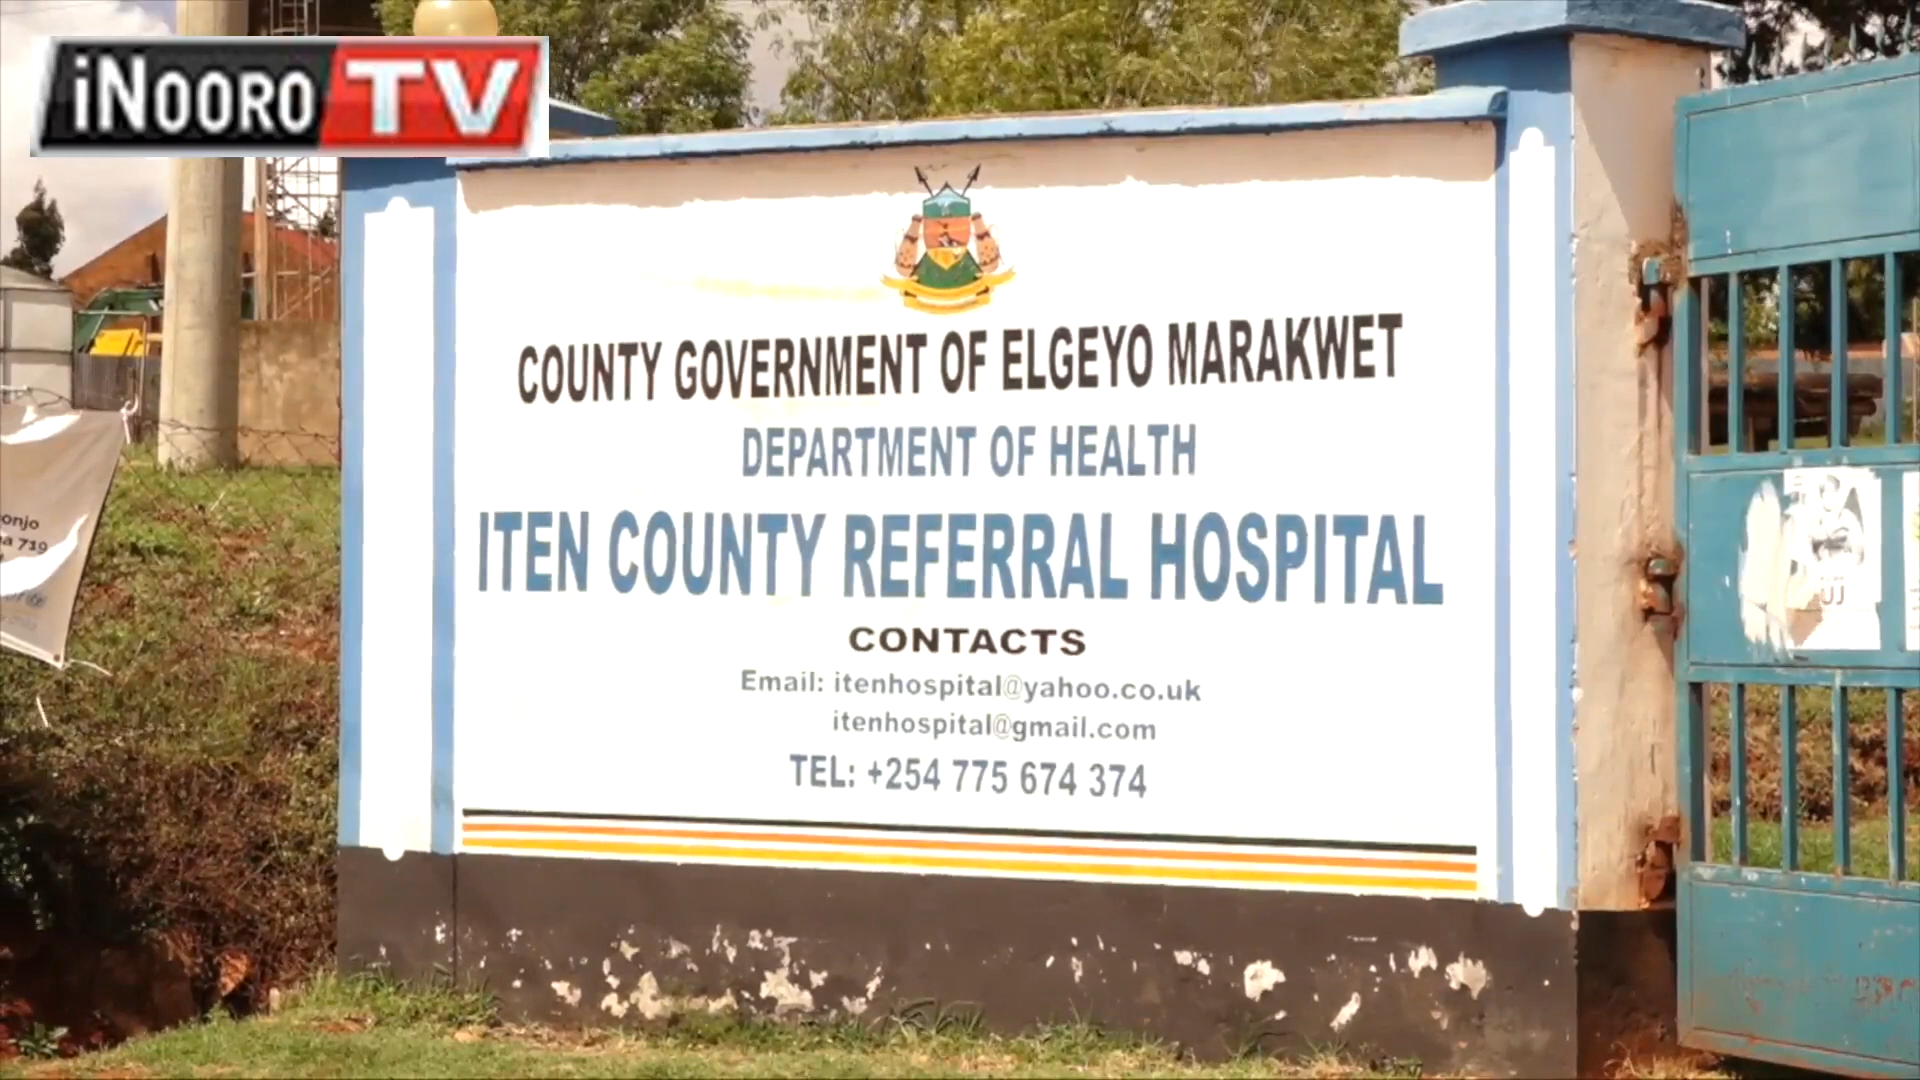 iNOORO TV
COUNTY GOVERNMENT OF ELGEYO MARAKWET
DEPARTMENT OF HEALTH
ITEN COUNTY REFERRAL HOSPITAL
CONTACTS
Email: itenhospital@yahoo.co.uk
itenhospital@gmail.com
TEL: +254 775 674 374
719